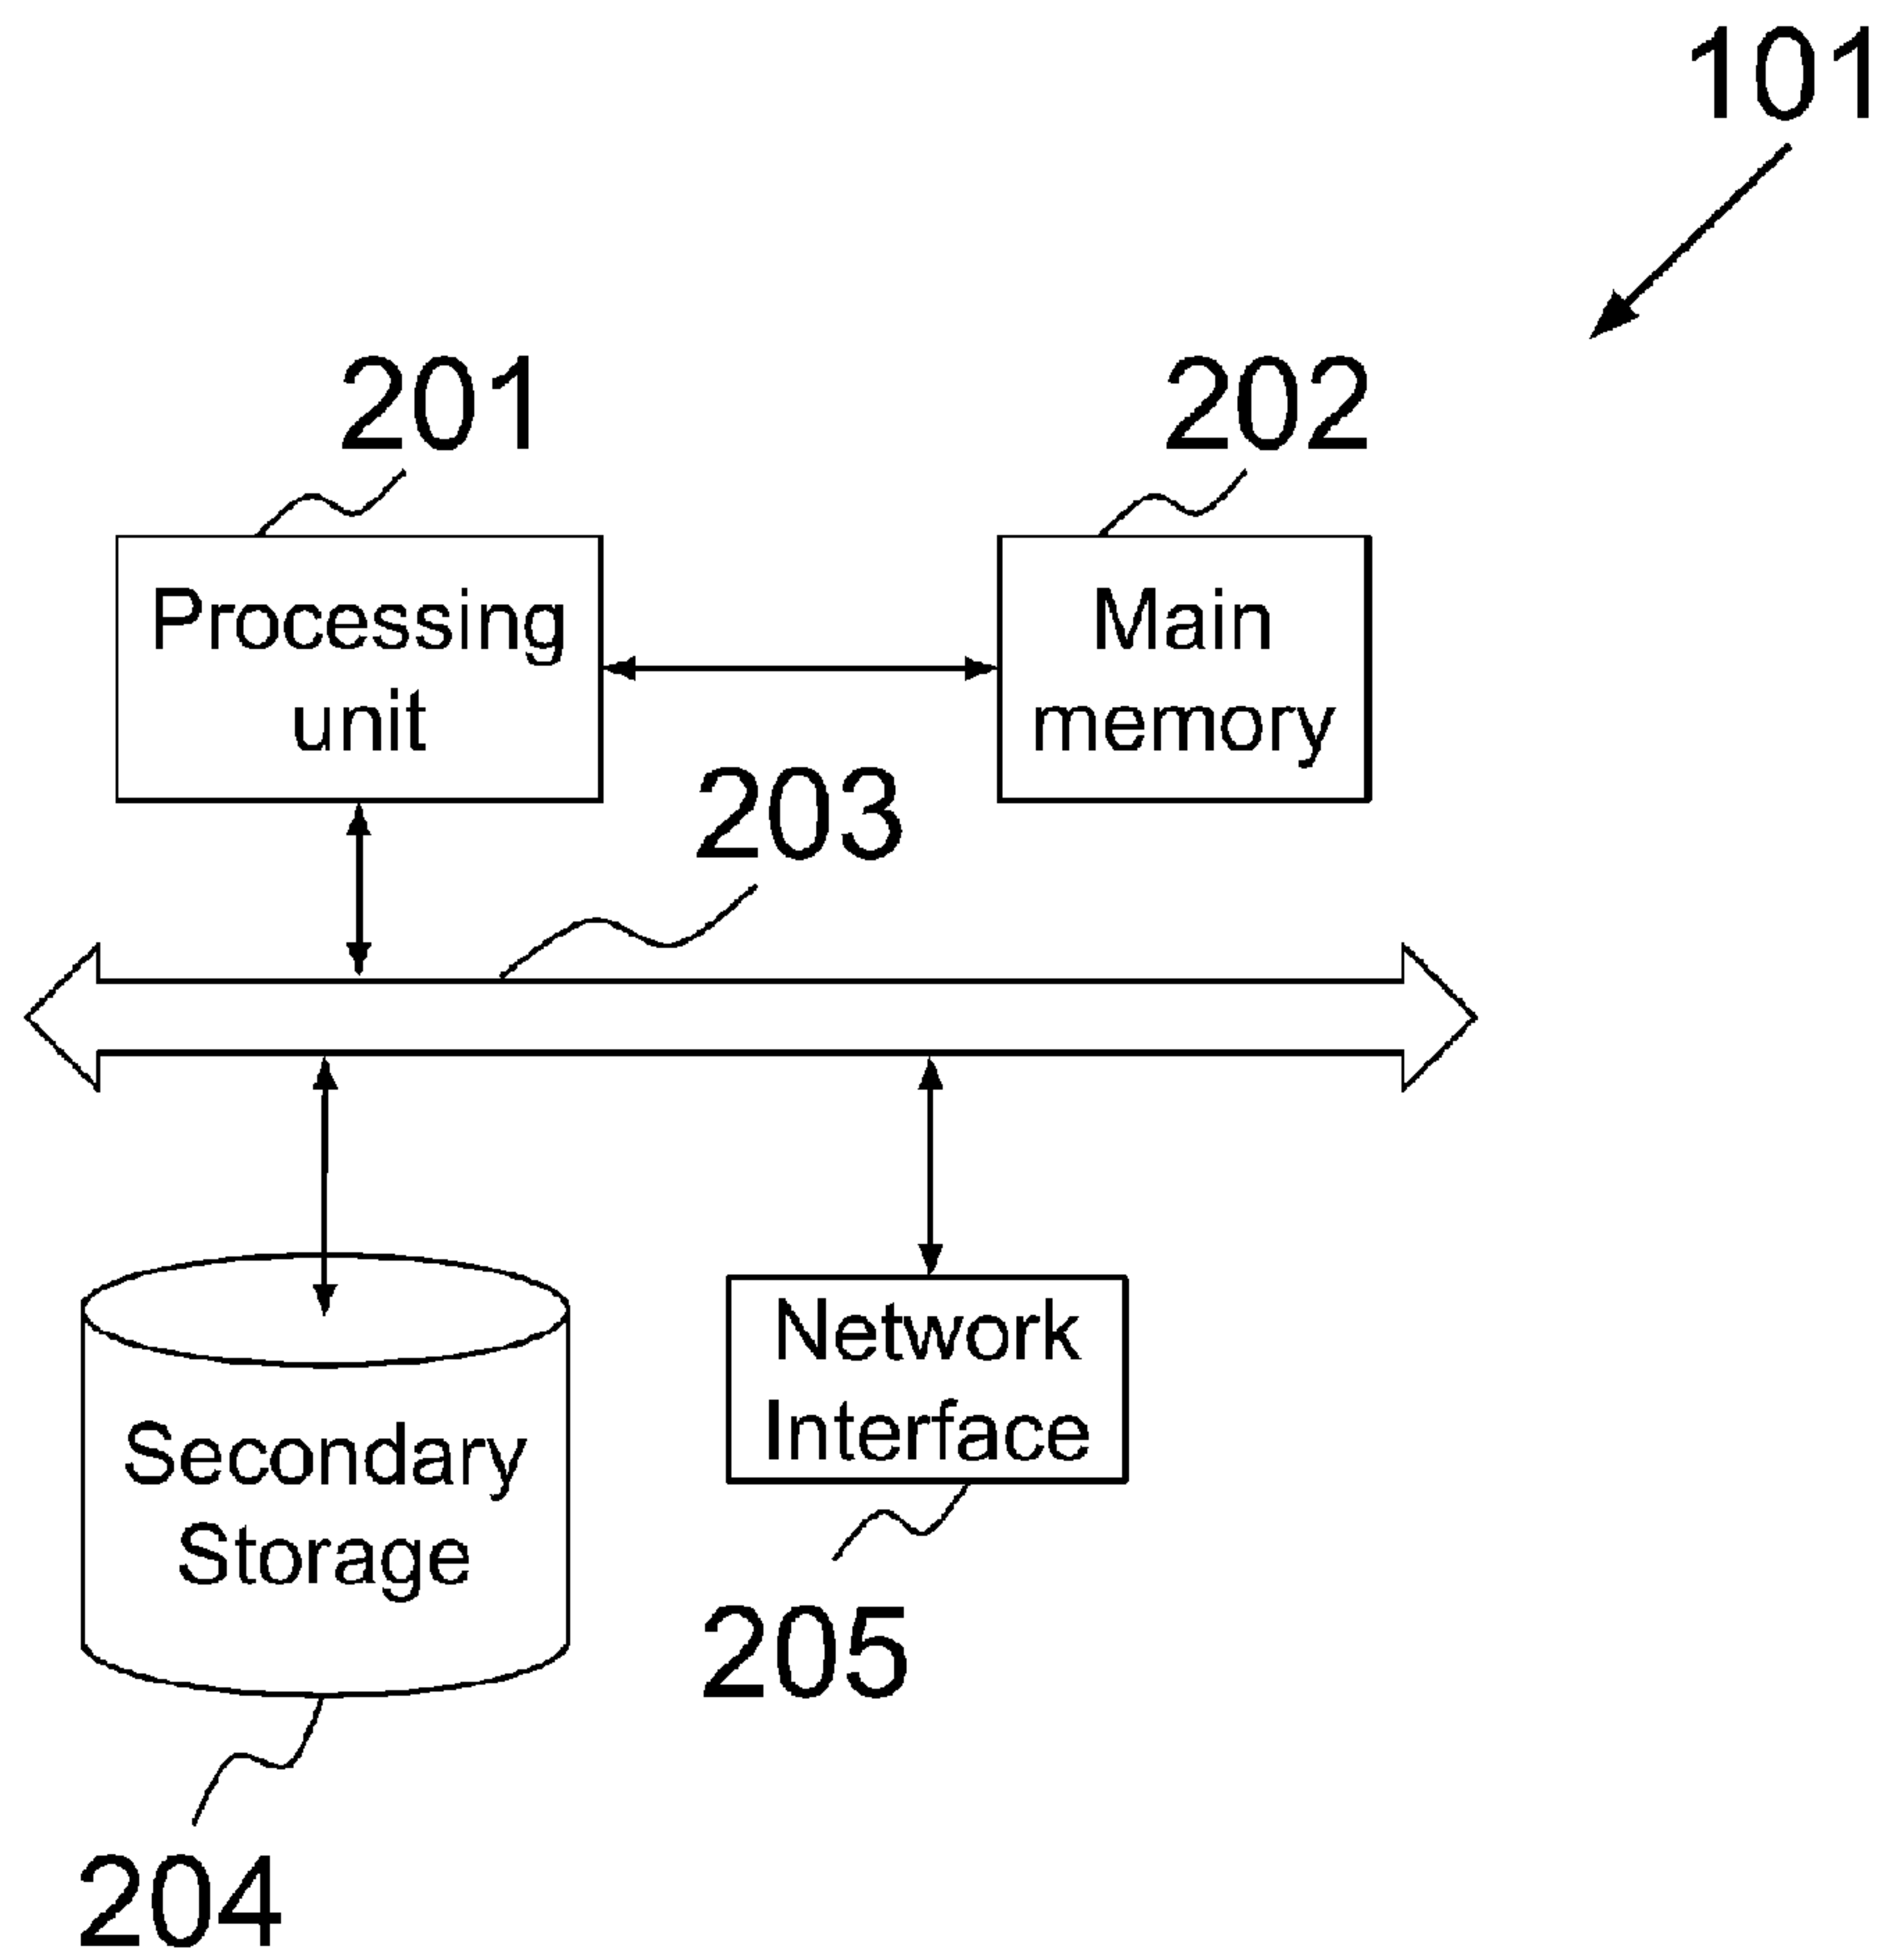 101
201
202
Processing
unit
Main
memory
203
Network
Interface
Secondary
Storage
205
204